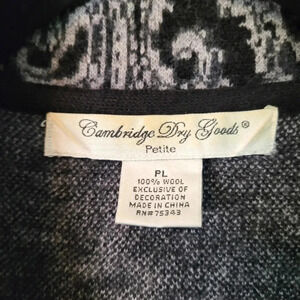 Cambridge Dry Goods®
Petite
PL
100% WOOL
EXCLUSIVE OF
DECORATION
MADE IN CHINA
RN#75343